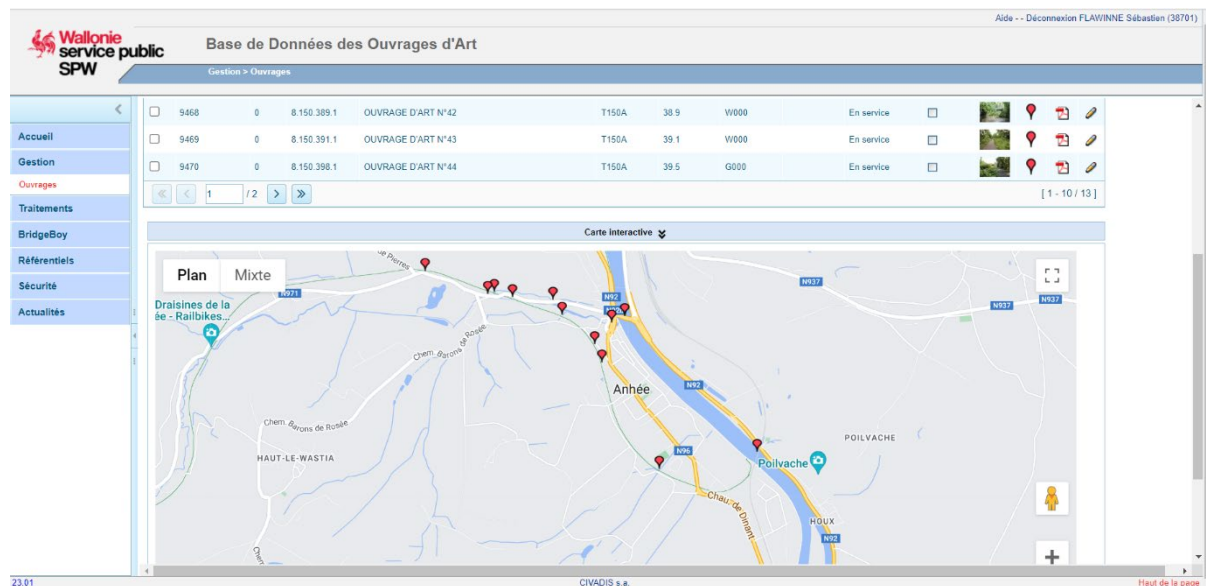 Aide - - Déconnexion FLAWINNE Sébastien (38701)
Wallonie
service public
SPW
Base de Données des Ouvrages d'Art
Gestion > Ouvrages
Accueil
Gestion
Ouvrages
Traitements
BridgeBoy
Référentiels
Sécurité
Actualités
9468 0 8.150.389.1 OUVRAGE D'ART N°42 T150A 38.9 W000 En service
9469 0 8.150.391.1 OUVRAGE D'ART N°43 T150A 39.1 W000 En service
9470 0 8.150.398.1 OUVRAGE D'ART N°44 T150A 39.5 G000 En service
1 / 2 [ 1 - 10 / 13 ]
Carte interactive
Plan Mixte
de Pierres
N971
N92
N937
N937
N937
Draisines de la
ée - Railbikes...
Chem. Barons de Rosée
Anhée
N92
Chem. Barons de Rosée
HAUT-LE-WASTIA
POILVACHE
N96
Poilvache
Chau. de Dinant
HOUX
N92
Chem.
23.01 CIVADIS s.a. Haut de la page